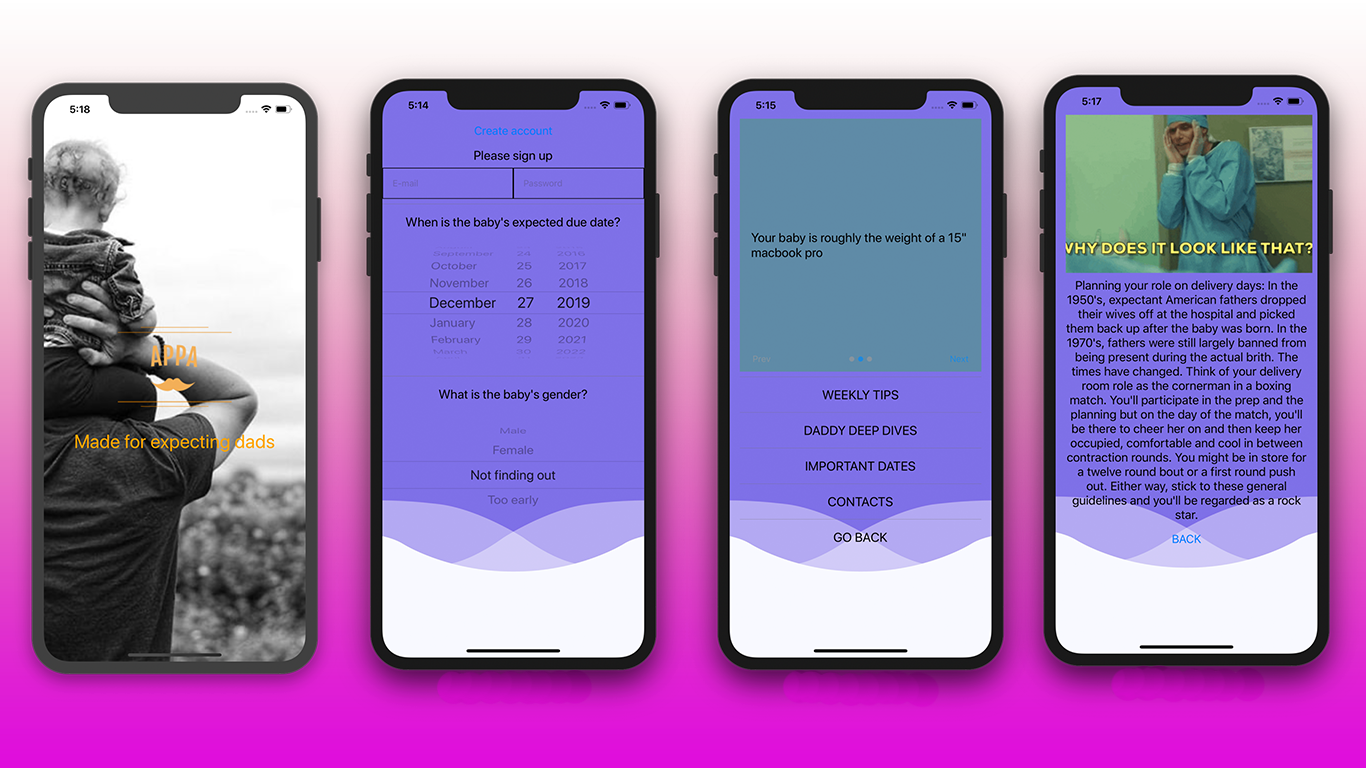 5:18
APPA
Made for expecting dads
5:14
Create account
Please sign up
E-mail Password
When is the baby's expected due date?
September 24 2016
October 25 2017
November 26 2018
December 27 2019
January 28 2020
February 29 2021
March 30 2022
What is the baby's gender?
Male
Female
Not finding out
Too early
5:15
Your baby is roughly the weight of a 15"
macbook pro
Prev Next
WEEKLY TIPS
DADDY DEEP DIVES
IMPORTANT DATES
CONTACTS
GO BACK
5:17
WHY DOES IT LOOK LIKE THAT?
Planning your role on delivery days: In the
1950's, expectant American fathers dropped
their wives off at the hospital and picked
them back up after the baby was born. In the
1970's, fathers were still largely banned from
being present during the actual brith. The
times have changed. Think of your delivery
room role as the cornerman in a boxing
match. You'll participate in the prep and the
planning but on the day of the match, you'll
be there to cheer her on and then keep her
occupied, comfortable and cool in between
contraction rounds. You might be in store for
a twelve round bout or a first round push
out. Either way, stick to these general
guidelines and you'll be regarded as a rock
star.
BACK